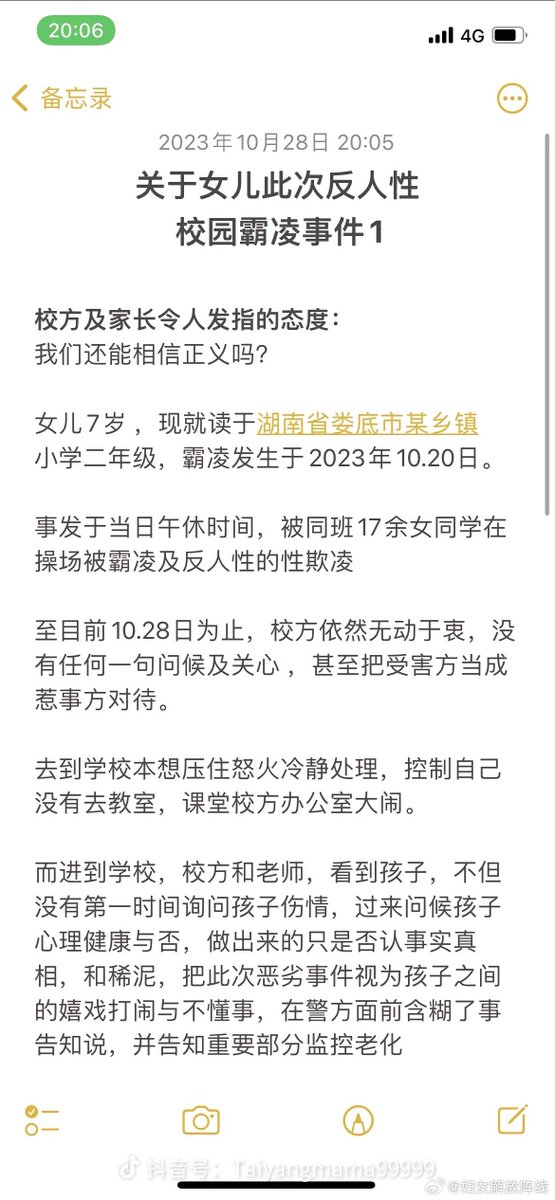 20:06
4G
备忘录
2023年10月28日 20:05
关于女儿此次反人性
校园霸凌事件1
校方及家长令人发指的态度：
我们还能相信正义吗？
女儿7岁 ，现就读于湖南省娄底市某乡镇
小学二年级，霸凌发生于2023年10.20日。
事发于当日午休时间，被同班17余女同学在
操场被霸凌及反人性的性欺凌
至目前10.28日为止，校方依然无动于衷，没
有任何一句问候及关心 ，甚至把受害方当成
惹事方对待。
去到学校本想压住怒火冷静处理，控制自己
没有去教室，课堂校方办公室大闹。
而进到学校，校方和老师，看到孩子，不但
没有第一时间询问孩子伤情，过来问候孩子
心理健康与否，做出来的只是否认事实真
相，和稀泥，把此次恶劣事件视为孩子之间
的嬉戏打闹与不懂事，在警方面前含糊了事
告知说，并告知重要部分监控老化
抖音号：Taiyangmama99999
@妇女解放阵线